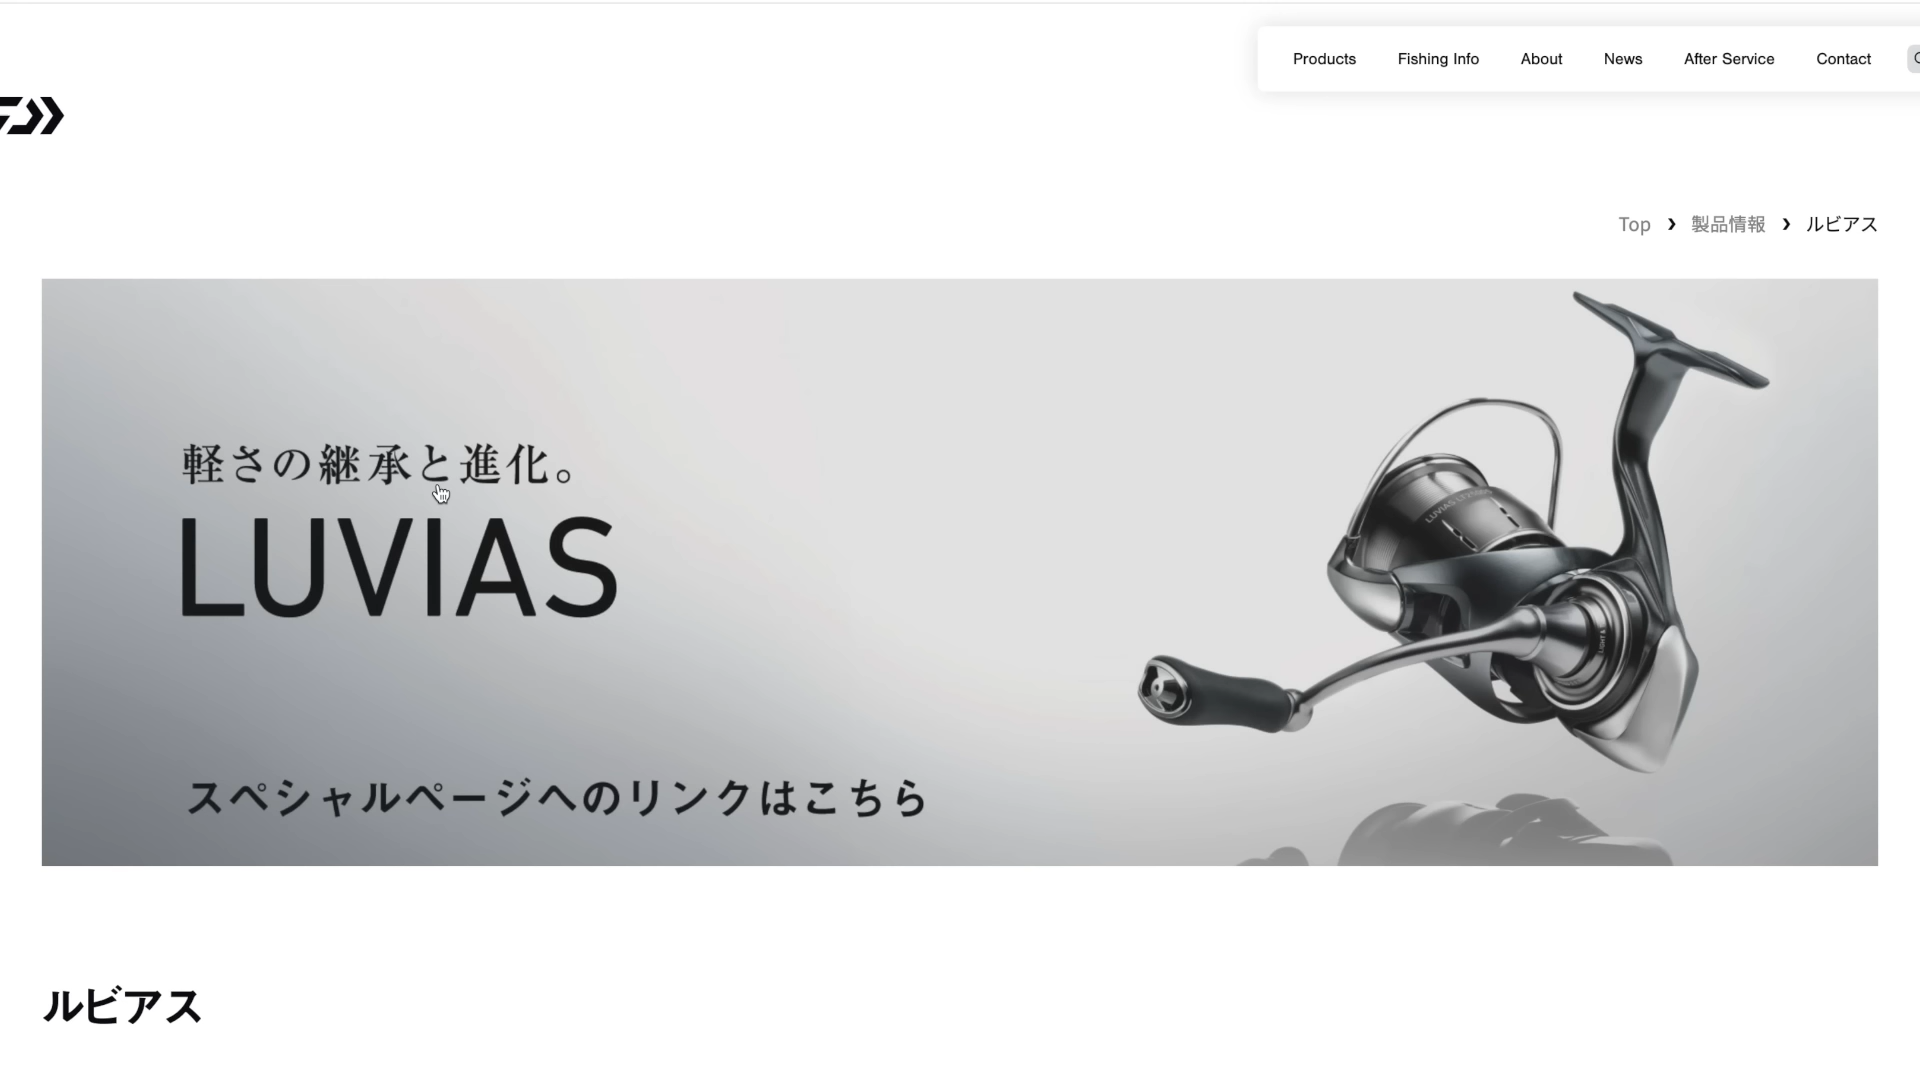 Products Fishing Info About News After Service Contact
Top › 製品情報 › ルビアス
軽さの継承と進化。
LUVIAS
スペシャルページへのリンクはこちら
ルビアス